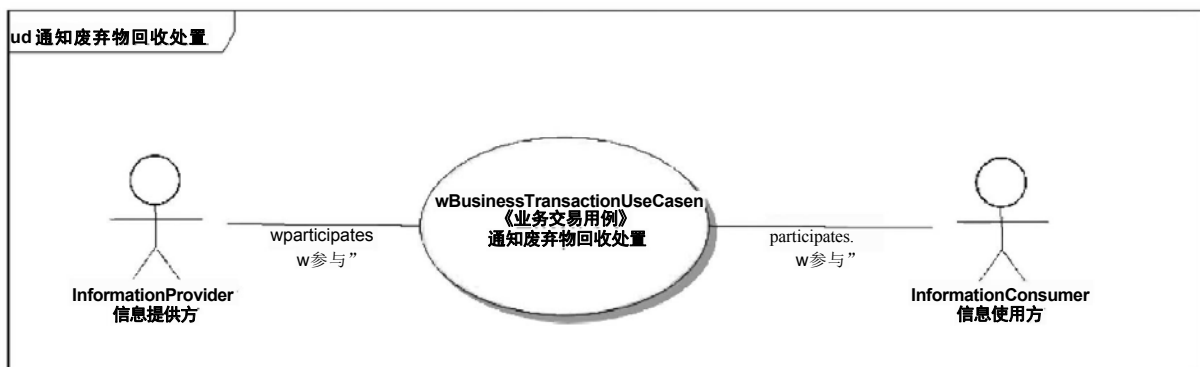 ud 通知废弃物回收处置
wBusinessTransactionUseCasen
《业务交易用例》
通知废弃物回收处置
wparticipates
w参与”
participates.
w参与”
InformationProvider
信息提供方
InformationConsumer
信息使用方